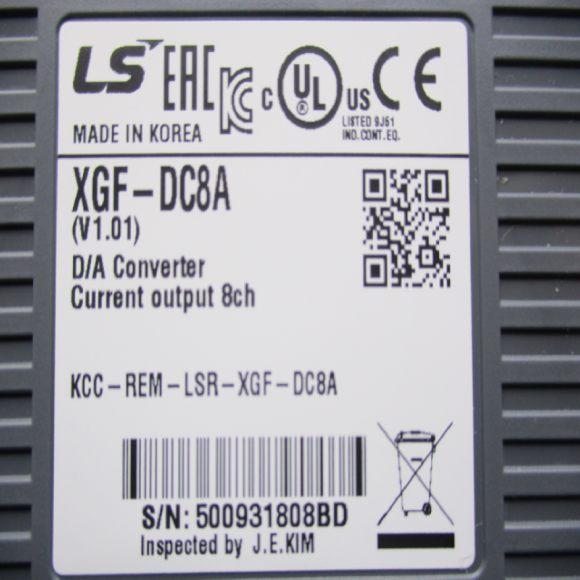 LS EAC KC C UL ® US CE
LISTED 9J51
IND.CONT.EQ.
MADE IN KOREA
XGF-DC8A
(V1.01)
D/A Converter
Current output 8ch
KCC-REM-LSR-XGF-DC8A
S/N: 500931808BD
Inspected by J.E.KIM